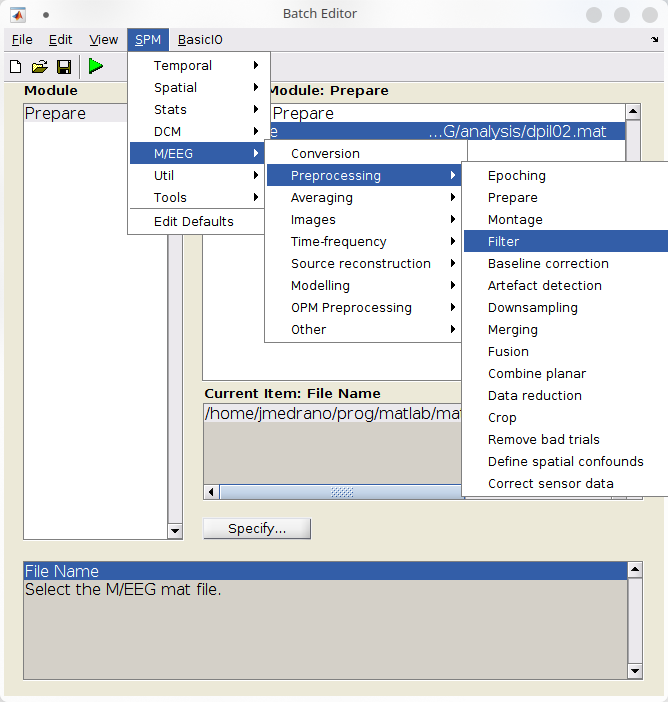 Batch Editor
File Edit View SPM BasicIO
Module
Module: Prepare
Prepare
Prepare
e ...G/analysis/dpil02.mat
Temporal
Spatial
Stats
DCM
M/EEG
Util
Tools
Edit Defaults
Conversion
Preprocessing
Averaging
Images
Time-frequency
Source reconstruction
Modelling
OPM Preprocessing
Other
Epoching
Prepare
Montage
Filter
Baseline correction
Artefact detection
Downsampling
Merging
Fusion
Combine planar
Data reduction
Crop
Remove bad trials
Define spatial confounds
Correct sensor data
Current Item: File Name
/home/jmedrano/prog/matlab/mat
Specify...
File Name
Select the M/EEG mat file.